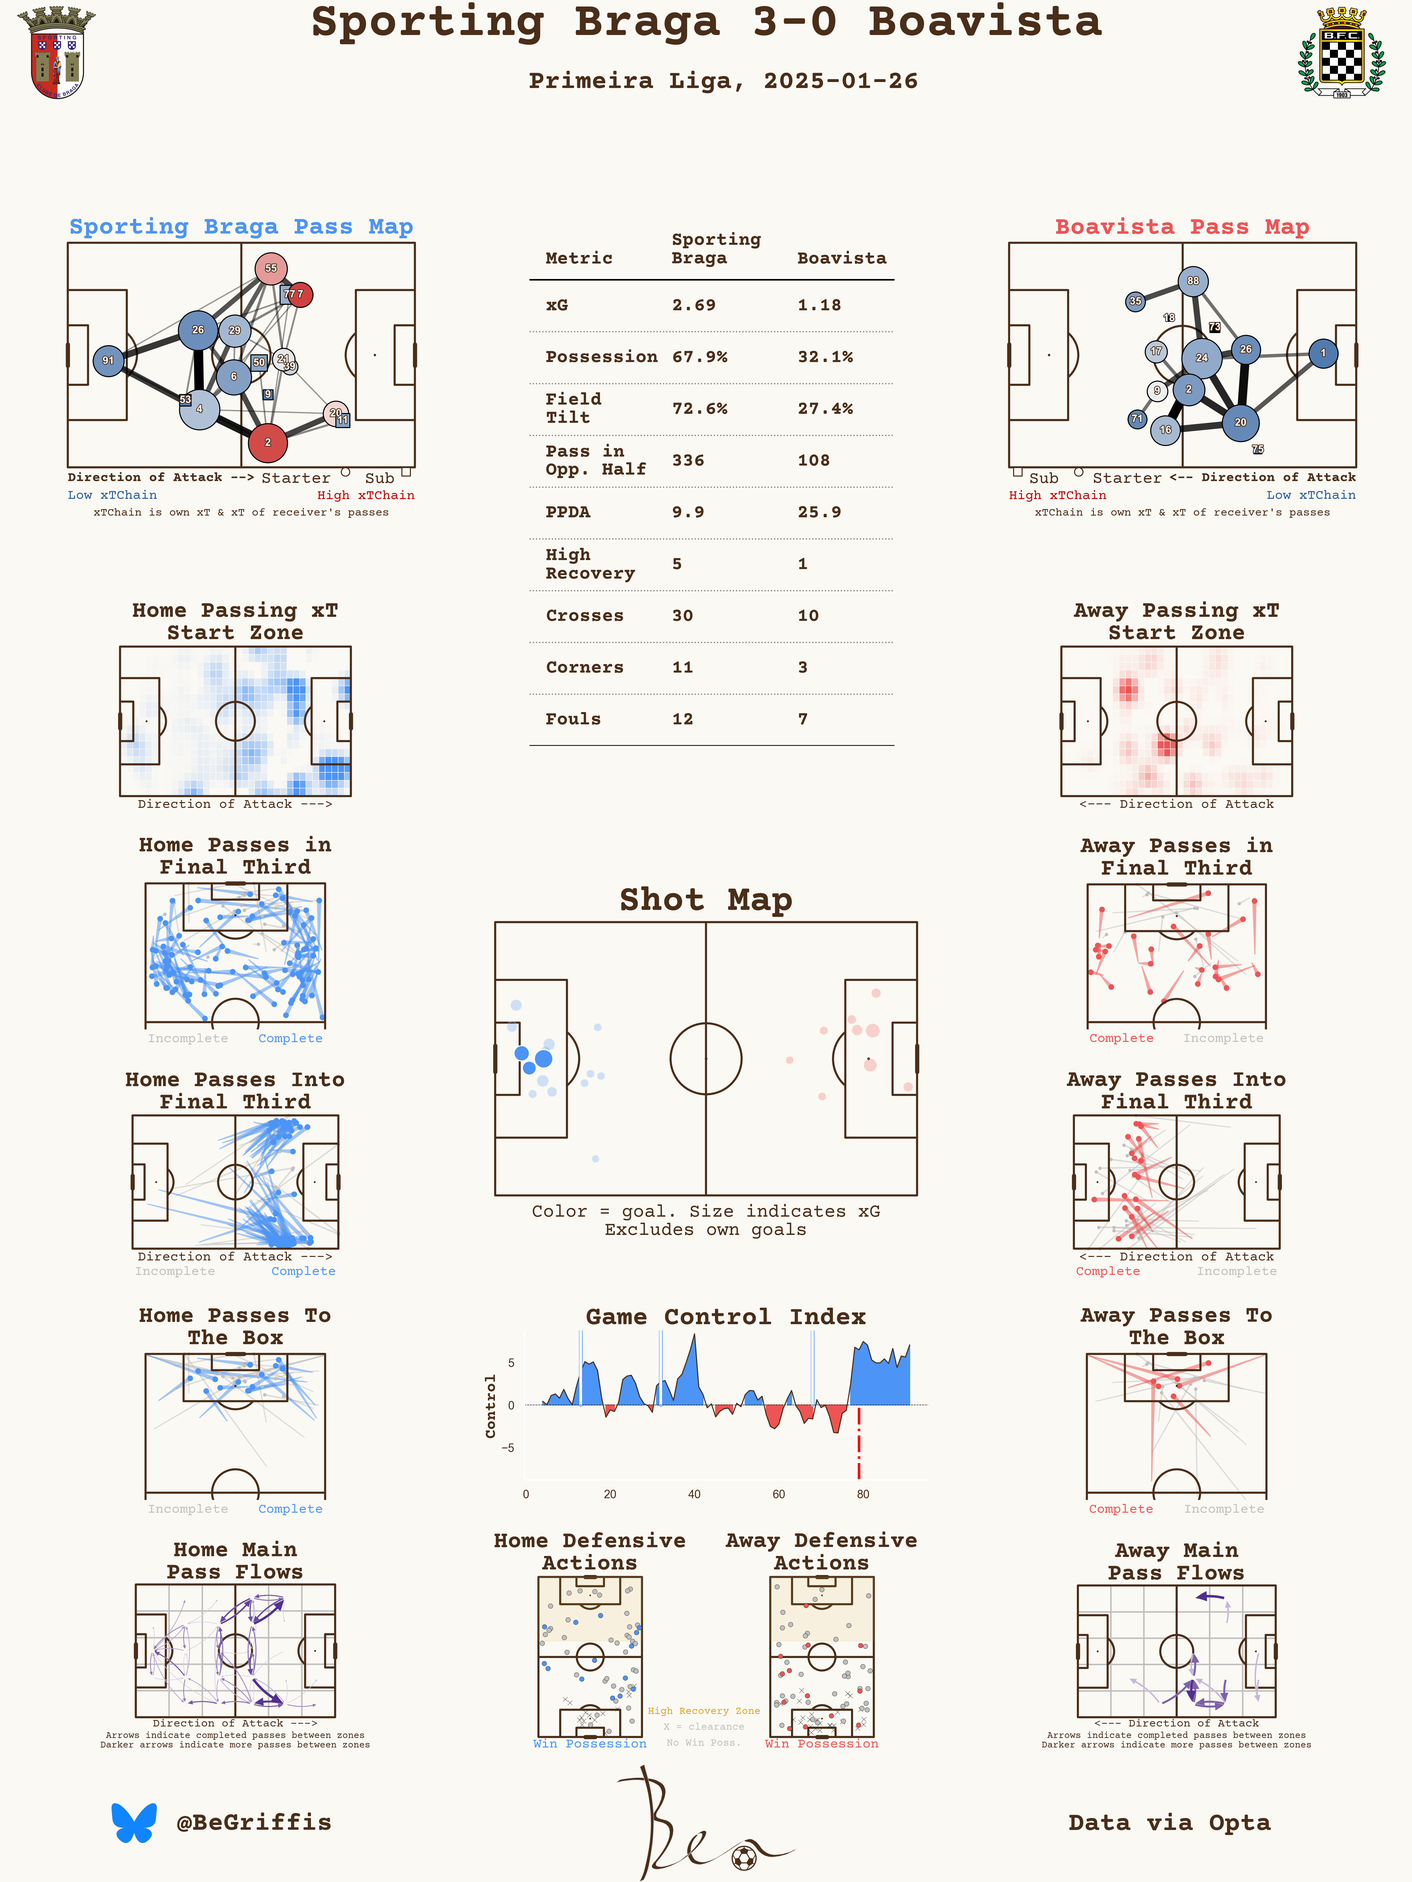 Sporting Braga 3-0 Boavista
Primeira Liga, 2025-01-26
SPORTING
DE BRAGA
B.F.C.
1903
Sporting Braga Pass Map
55
77
7
26
29
91
50
21
39
6
9
53
4
20
11
2
Direction of Attack --> Starter Sub
Low xTChain High xTChain
xTChain is own xT & xT of receiver's passes
Metric Sporting Braga Boavista
xG 2.69 1.18
Possession 67.9% 32.1%
Field Tilt 72.6% 27.4%
Pass in Opp. Half 336 108
PPDA 9.9 25.9
High Recovery 5 1
Crosses 30 10
Corners 11 3
Fouls 12 7
Boavista Pass Map
88
35
18
73
17
24
26
1
9
2
71
16
20
75
Sub Starter <-- Direction of Attack
High xTChain Low xTChain
xTChain is own xT & xT of receiver's passes
Home Passing xT
Start Zone
Direction of Attack --->
Away Passing xT
Start Zone
<--- Direction of Attack
Home Passes in
Final Third
Incomplete Complete
Away Passes in
Final Third
Complete Incomplete
Shot Map
Color = goal. Size indicates xG
Excludes own goals
Home Passes Into
Final Third
Direction of Attack --->
Incomplete Complete
Away Passes Into
Final Third
<--- Direction of Attack
Complete Incomplete
Home Passes To
The Box
Incomplete Complete
Game Control Index
Control
5
0
−5
0 20 40 60 80
Away Passes To
The Box
Complete Incomplete
Home Main
Pass Flows
Direction of Attack --->
Arrows indicate completed passes between zones
Darker arrows indicate more passes between zones
Home Defensive
Actions
Win Possession
Away Defensive
Actions
Win Possession
High Recovery Zone
X = clearance
No Win Poss.
Away Main
Pass Flows
<--- Direction of Attack
Arrows indicate completed passes between zones
Darker arrows indicate more passes between zones
@BeGriffis
Ben
Data via Opta